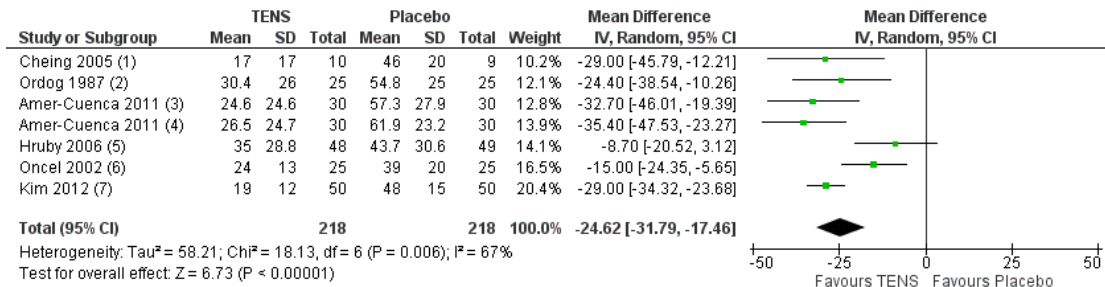 TENS Placebo Mean Difference Mean Difference
Study or Subgroup Mean SD Total Mean SD Total Weight IV, Random, 95% CI IV, Random, 95% CI
Cheing 2005 (1) 17 17 10 46 20 9 10.2% -29.00 [-45.79, -12.21]
Ordog 1987 (2) 30.4 26 25 54.8 25 25 12.1% -24.40 [-38.54, -10.26]
Amer-Cuenca 2011 (3) 24.6 24.6 30 57.3 27.9 30 12.8% -32.70 [-46.01, -19.39]
Amer-Cuenca 2011 (4) 26.5 24.7 30 61.9 23.2 30 13.9% -35.40 [-47.53, -23.27]
Hruby 2006 (5) 35 28.8 48 43.7 30.6 49 14.1% -8.70 [-20.52, 3.12]
Oncel 2002 (6) 24 13 25 39 20 25 16.5% -15.00 [-24.35, -5.65]
Kim 2012 (7) 19 12 50 48 15 50 20.4% -29.00 [-34.32, -23.68]
Total (95% CI) 218 218 100.0% -24.62 [-31.79, -17.46]
Heterogeneity: Tau² = 58.21; Chi² = 18.13, df = 6 (P = 0.006); I² = 67%
Test for overall effect: Z = 6.73 (P < 0.00001)
-50 -25 0 25 50
Favours TENS Favours Placebo